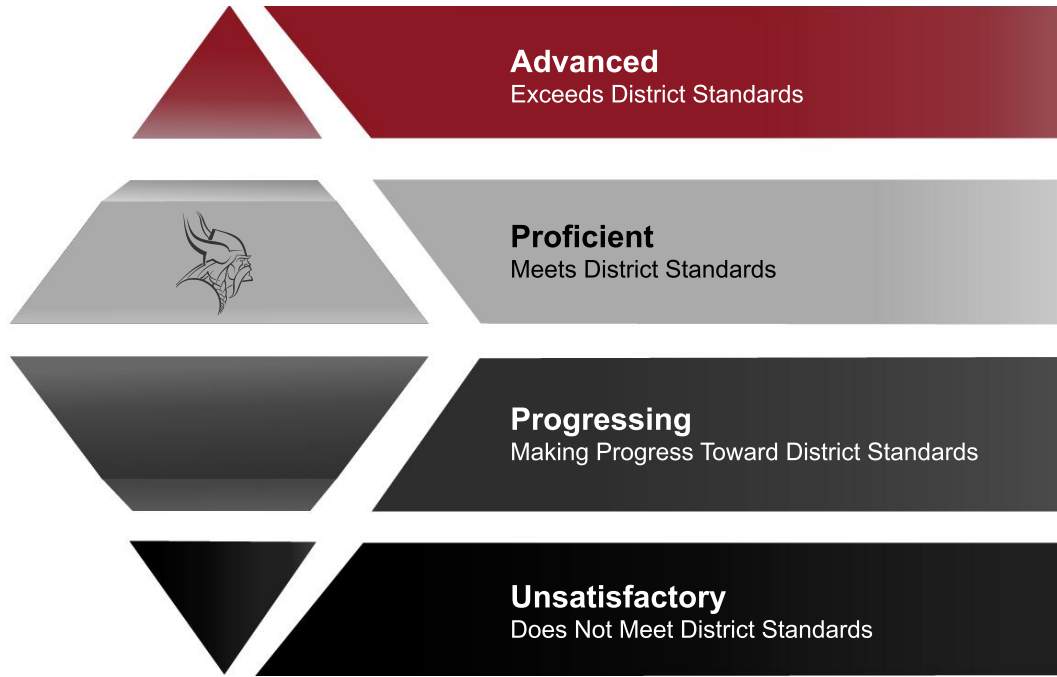 Advanced
Exceeds District Standards
Proficient
Meets District Standards
Progressing
Making Progress Toward District Standards
Unsatisfactory
Does Not Meet District Standards